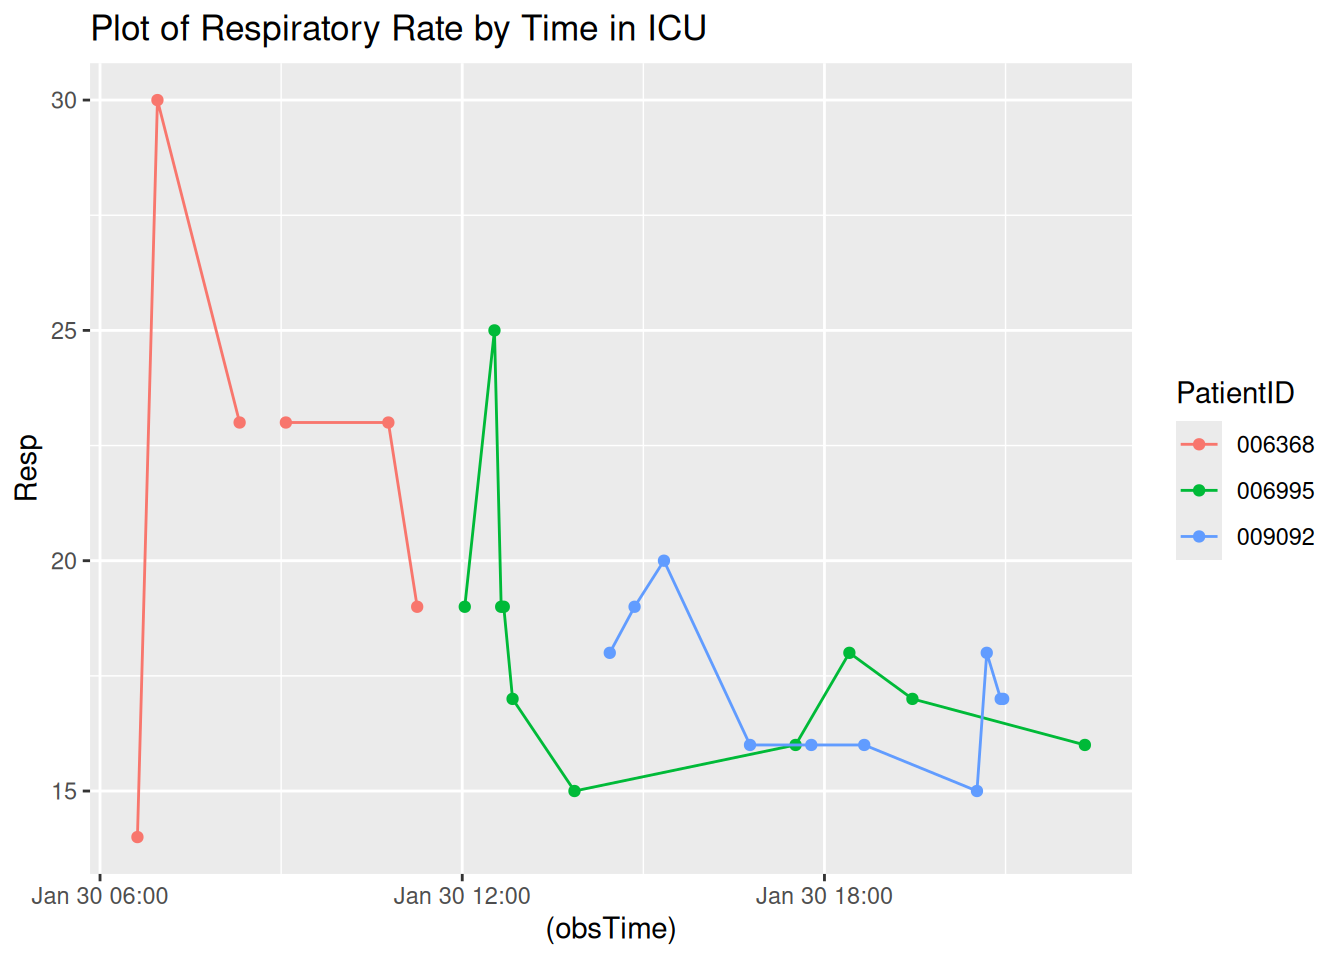 Plot of Respiratory Rate by Time in ICU
30
25
20
15
Resp
Jan 30 06:00
Jan 30 12:00
Jan 30 18:00
(obsTime)
PatientID
006368
006995
009092